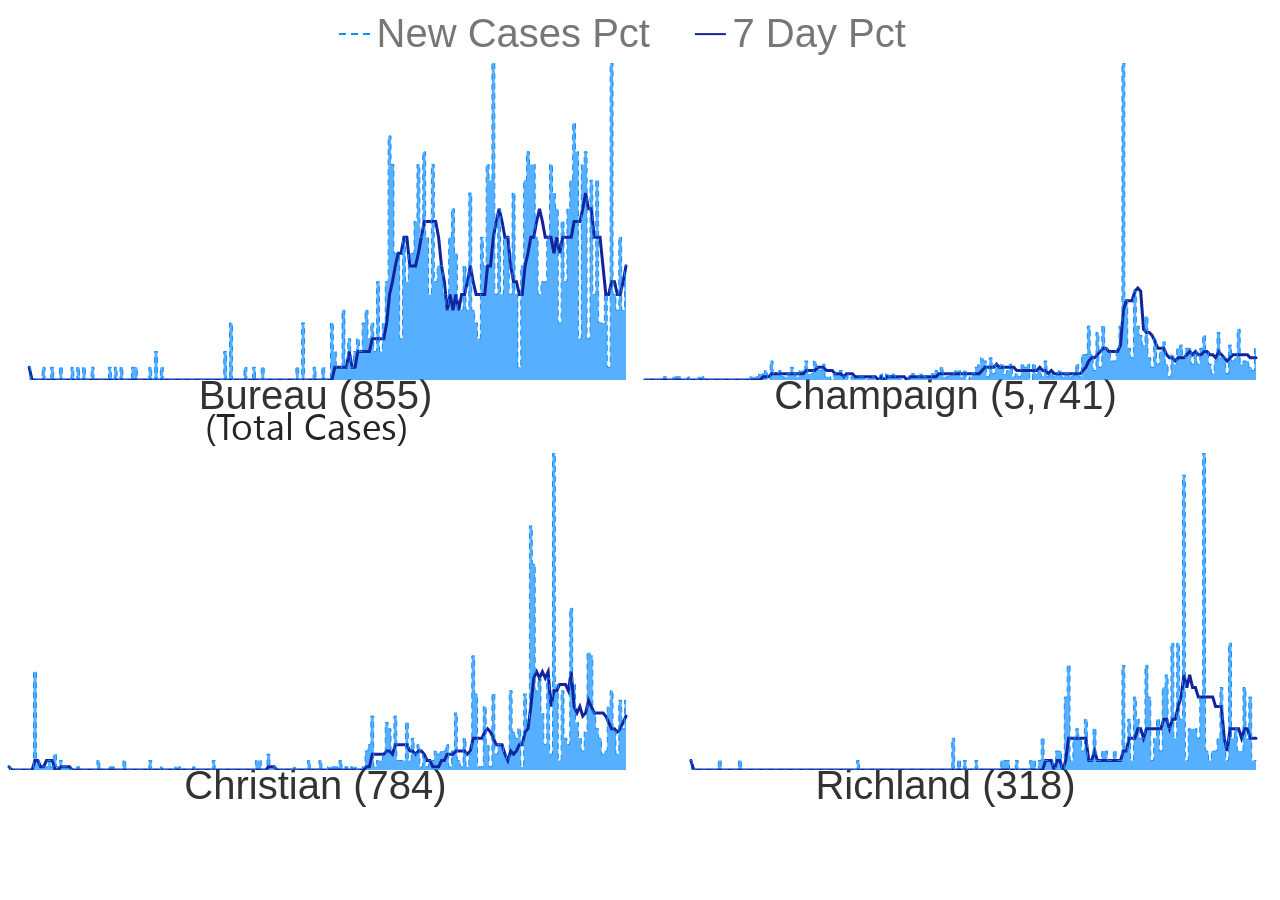 New Cases Pct 7 Day Pct
Bureau (855)
(Total Cases)
Champaign (5,741)
Christian (784)
Richland (318)